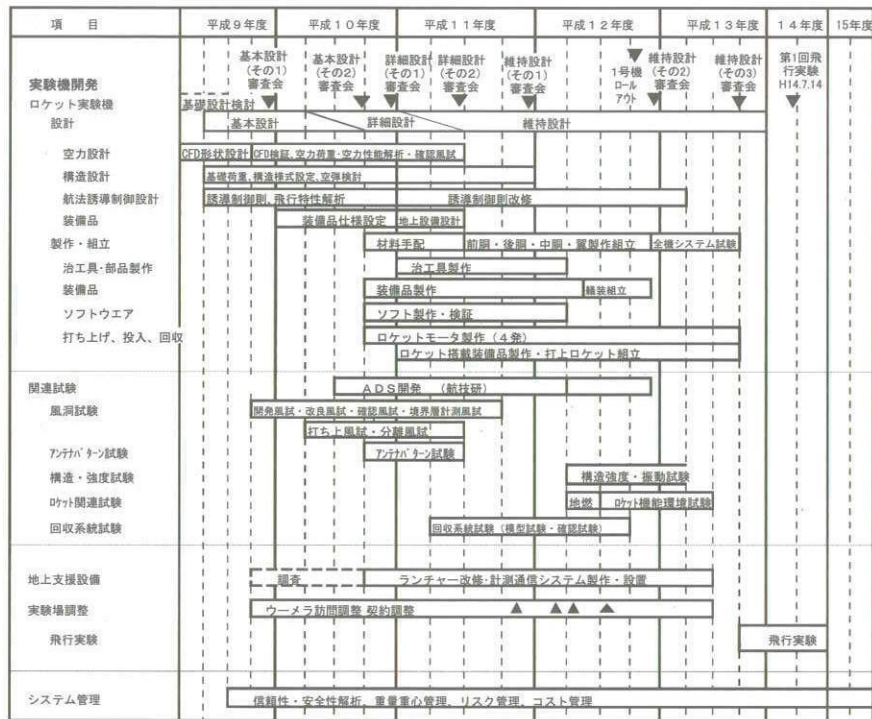 項 目 平成9年度 平成10年度 平成11年度 平成12年度 平成13年度 14年度 15年度
基本設計(その1)審査会
基本設計(その2)審査会
詳細設計(その1)審査会
詳細設計(その2)審査会
維持設計(その1)審査会
1号機ロールアウト
維持設計(その2)審査会
維持設計(その3)審査会
第1回飛行実験 H14.7.14
実験機開発
ロケット実験機 基礎設計検討
設計 基本設計 詳細設計 維持設計
空力設計 CFD形状設計 CFD検証、空力荷重・空力性能解析・確認風試
構造設計 基礎荷重、構造様式設定、空弾検討
航法誘導制御設計 誘導制御則、飛行特性解析 誘導制御則改修
装備品 装備品仕様設定 地上設備設計
製作・組立 材料手配 前胴・後胴・中胴・翼製作組立 全機システム試験
治工具・部品製作 治工具製作
装備品 装備品製作 艤装組立
ソフトウエア ソフト製作・検証
打ち上げ、投入、回収 ロケットモータ製作(4発)
ロケット搭載装備品製作・打上ロケット組立
関連試験 ADS開発 (航技研)
風洞試験 開発風試・改良風試・確認風試・境界層計測風試
打ち上風試・分離風試
アンテナパターン試験 アンテナパターン試験
構造・強度試験 構造強度・振動試験
ロケット関連試験 地燃 ロケット機能環境試験
回収系統試験 回収系統試験(模型試験・確認試験)
地上支援設備 調査 ランチャー改修・計測通信システム製作・設置
実験場調整 ウーメラ訪問調整 契約調整
飛行実験 飛行実験
システム管理 信頼性・安全性解析、重量重心管理、リスク管理、コスト管理